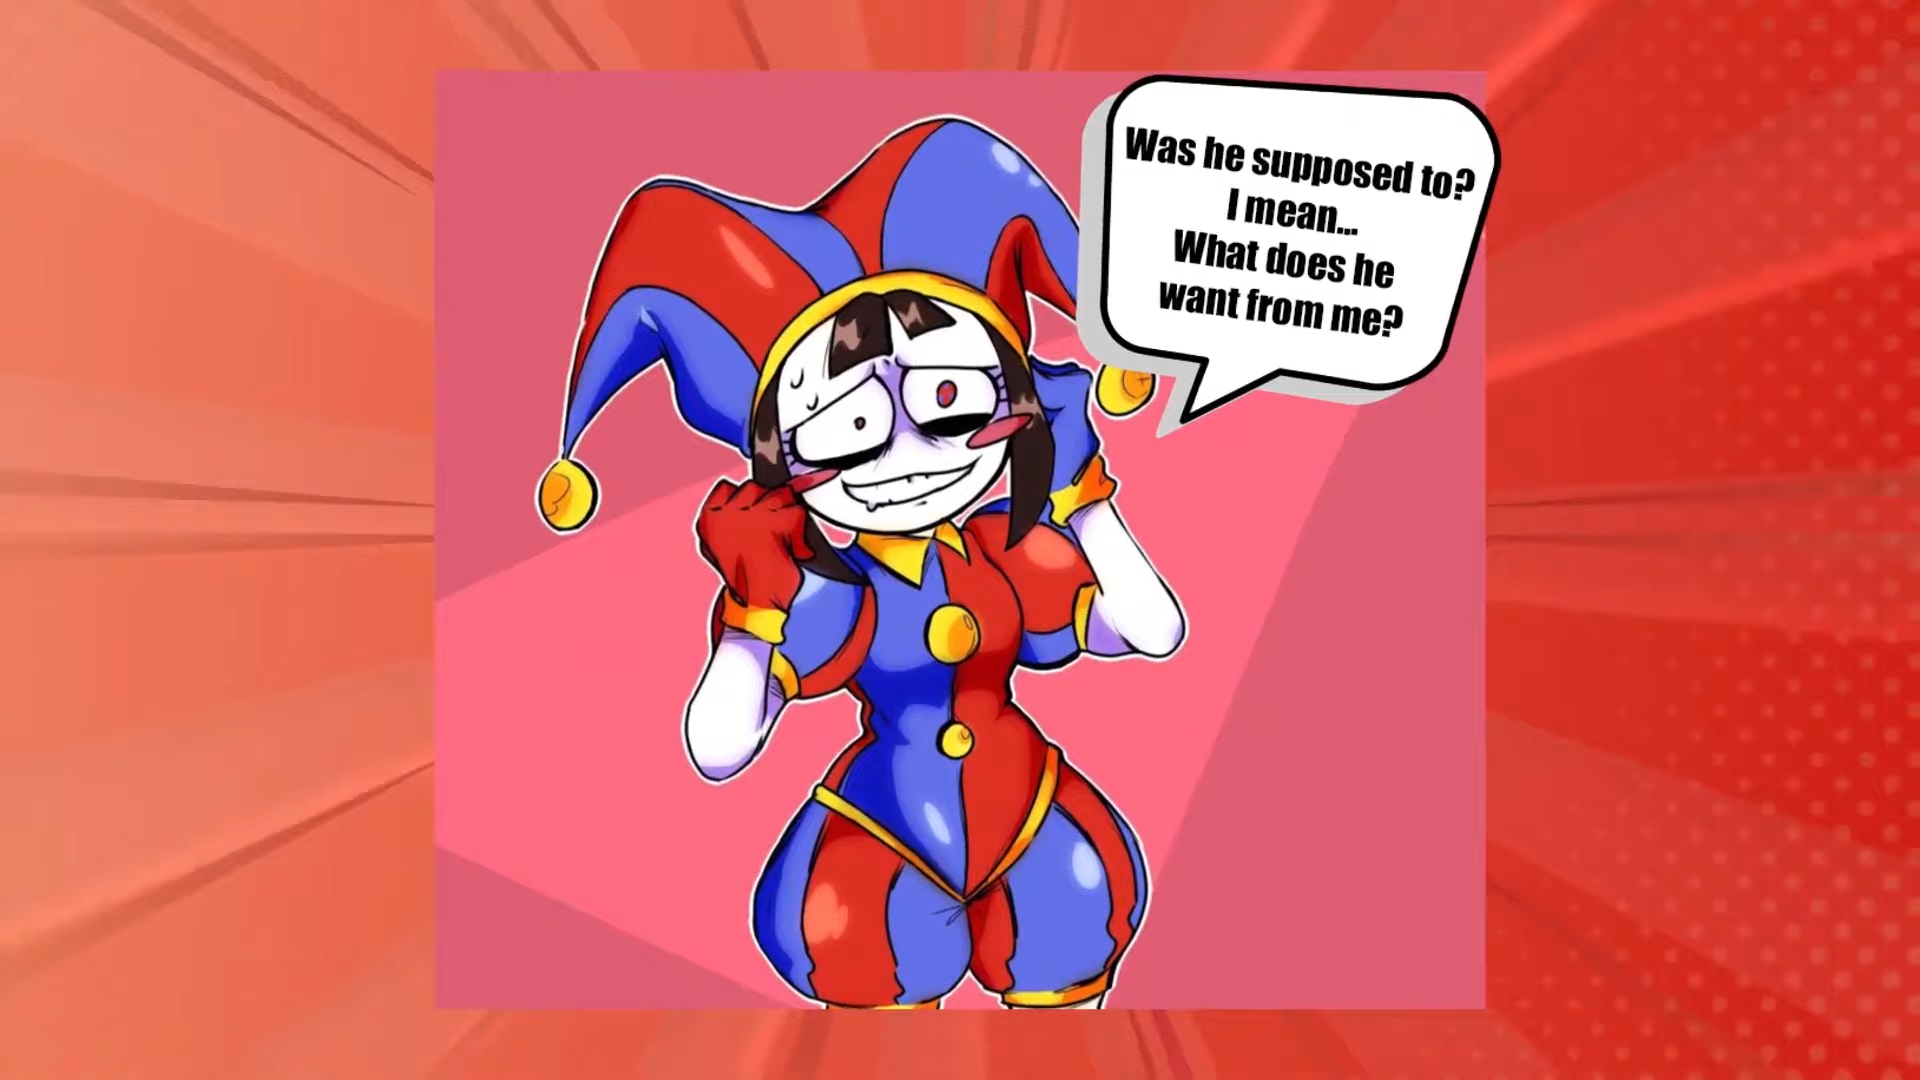 Was he supposed to?
I mean...
What does he
want from me?